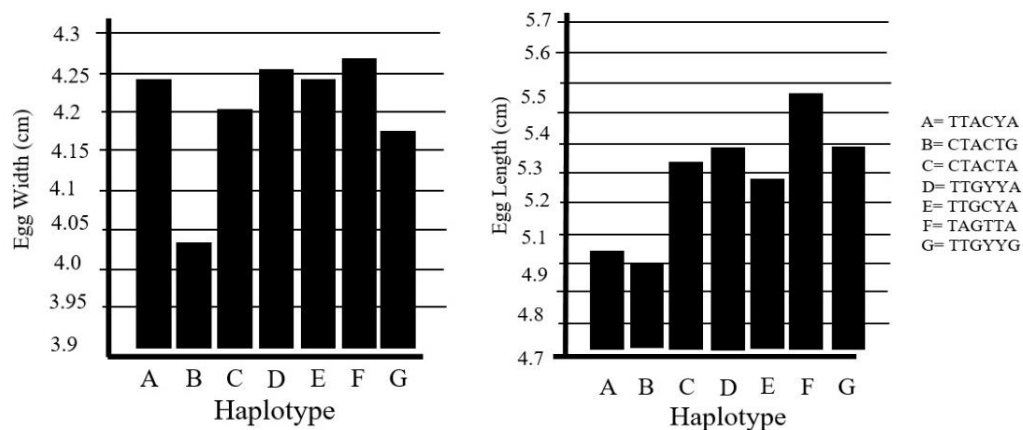 4.3
4.25
4.2
4.15
4.1
4.05
4.0
3.95
3.9
Egg Width (cm)
A B C D E F G
Haplotype
5.7
5.6
5.5
5.4
5.3
5.2
5.1
4.9
4.8
4.7
Egg Length (cm)
A B C D E F G
Haplotype
A= TTACYA
B= CTACTG
C= CTACTA
D= TTGYYA
E= TTGCYA
F= TAGTTA
G= TTGYYG